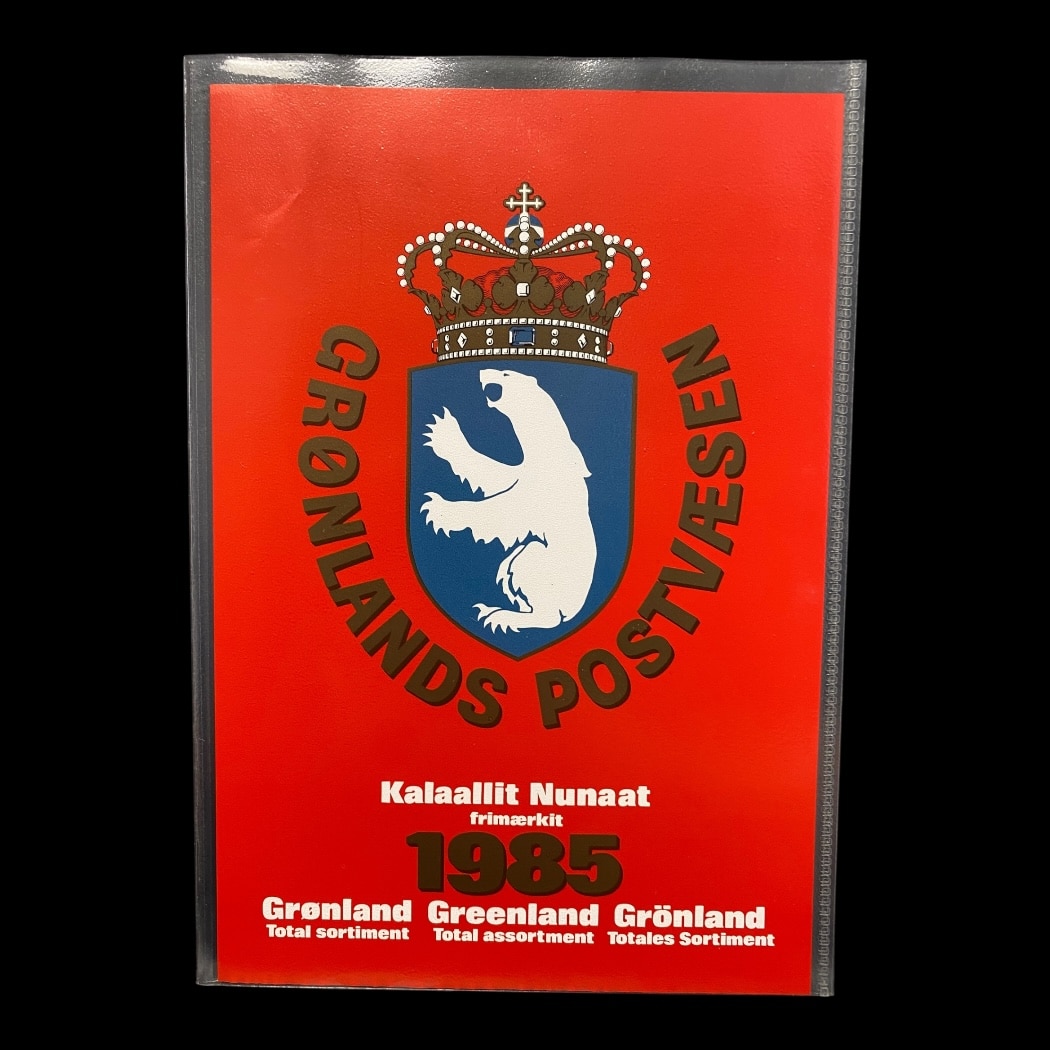 GRØNLANDS POSTVÆSEN
Kalaallit Nunaat
frimærkit
1985
Grønland Greenland Grönland
Total sortiment Total assortment Totales Sortiment